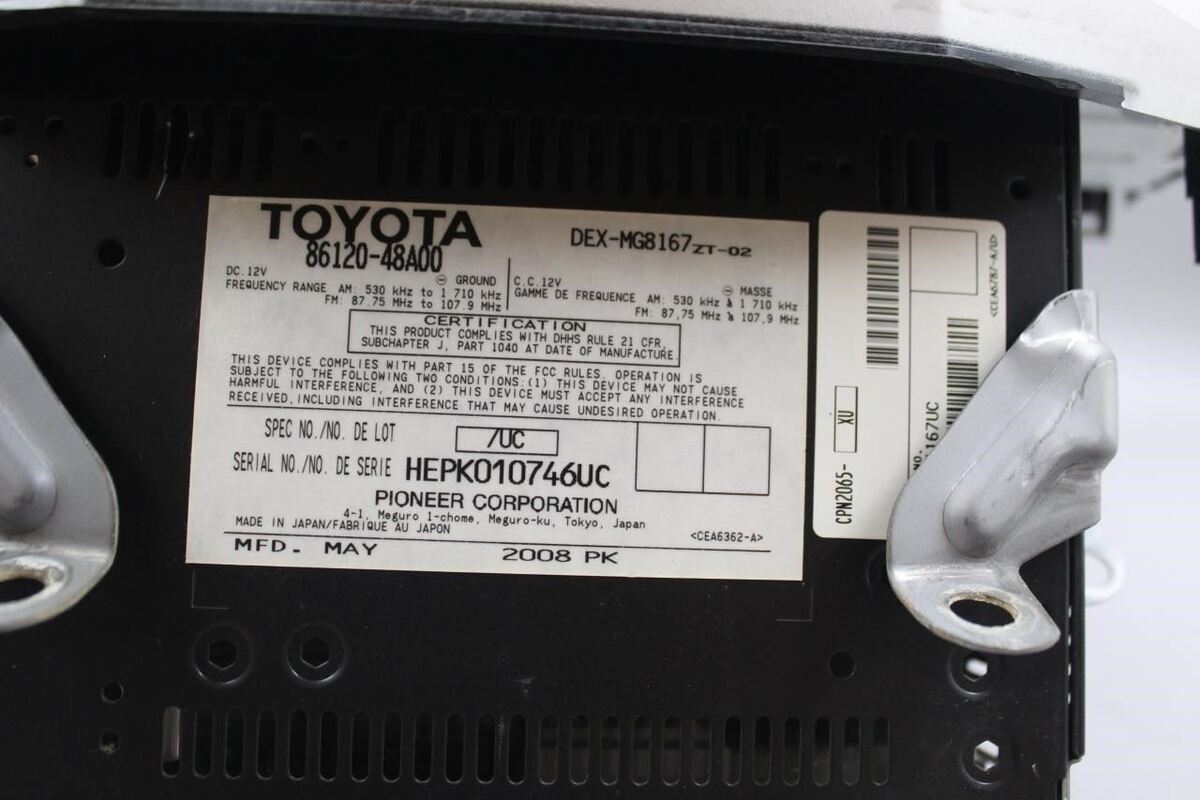 TOYOTA
86120-48A00
DEX-MG8167 ZT-02
DC.12V ⊖ GROUND
FREQUENCY RANGE AM: 530 kHz to 1 710 kHz
FM: 87.75 MHz to 107.9 MHz
C.C.12V ⊖ MASSE
GAMME DE FREQUENCE AM: 530 kHz à 1 710 kHz
FM: 87,75 MHz à 107,9 MHz
CERTIFICATION
THIS PRODUCT COMPLIES WITH DHHS RULE 21 CFR,
SUBCHAPTER J, PART 1040 AT DATE OF MANUFACTURE.
THIS DEVICE COMPLIES WITH PART 15 OF THE FCC RULES. OPERATION IS
SUBJECT TO THE FOLLOWING TWO CONDITIONS:(1) THIS DEVICE MAY NOT CAUSE
HARMFUL INTERFERENCE, AND (2) THIS DEVICE MUST ACCEPT ANY INTERFERENCE
RECEIVED, INCLUDING INTERFERENCE THAT MAY CAUSE UNDESIRED OPERATION.
SPEC NO./NO. DE LOT /UC
SERIAL NO./NO. DE SERIE HEPK010746UC
PIONEER CORPORATION
4-1, Meguro 1-chome, Meguro-ku, Tokyo, Japan
MADE IN JAPAN/FABRIQUE AU JAPON <CEA6362-A>
MFD. MAY 2008 PK
CPN2065- XU
NO.
167UC
<CEA6787-A/U>